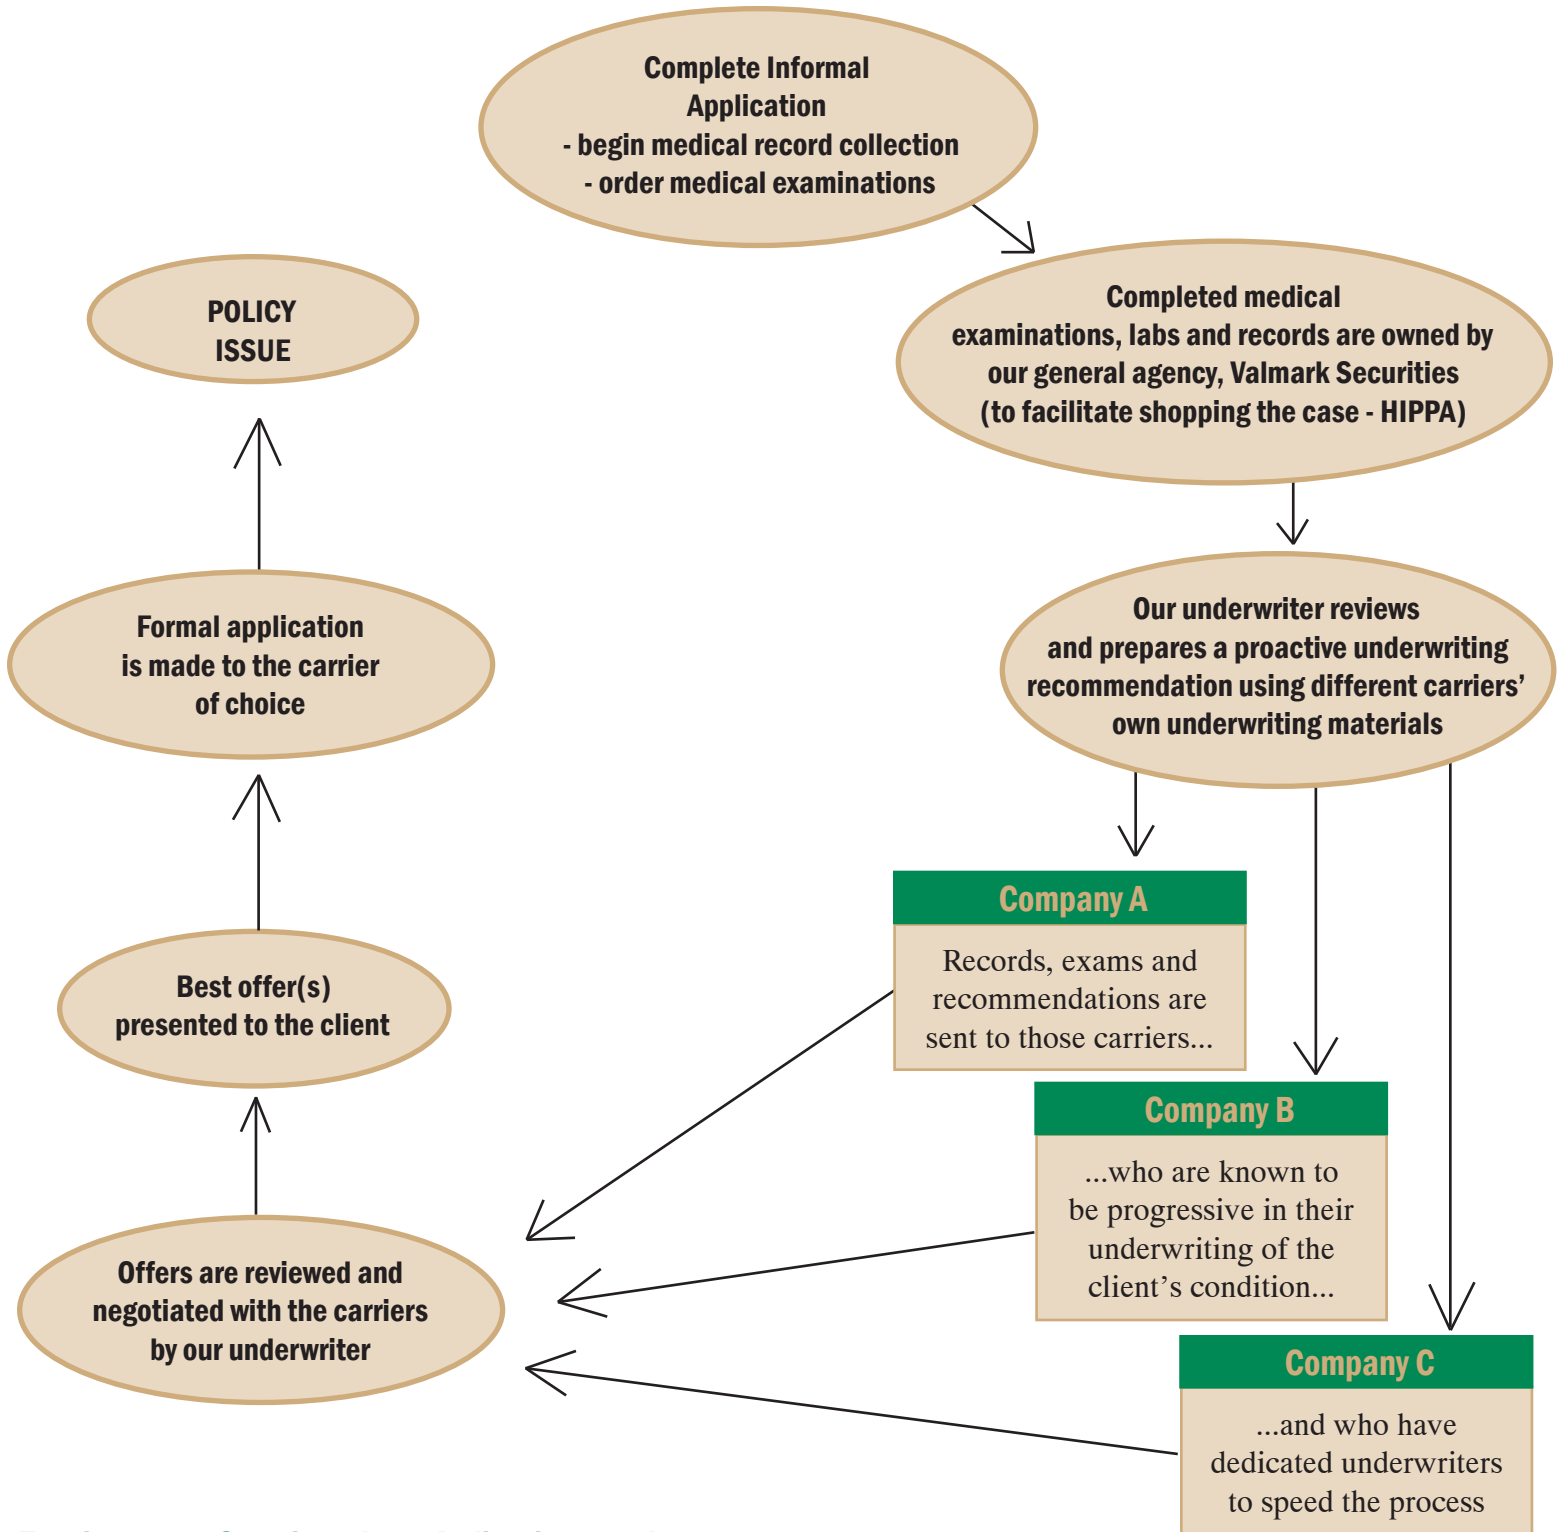 Complete Informal
Application
- begin medical record collection
- order medical examinations
Completed medical
examinations, labs and records are owned by
our general agency, Valmark Securities
(to facilitate shopping the case - HIPPA)
Our underwriter reviews
and prepares a proactive underwriting
recommendation using different carriers’
own underwriting materials
Company A
Records, exams and
recommendations are
sent to those carriers...
Company B
...who are known to
be progressive in their
underwriting of the
client’s condition...
Company C
...and who have
dedicated underwriters
to speed the process
Offers are reviewed and
negotiated with the carriers
by our underwriter
Best offer(s)
presented to the client
Formal application
is made to the carrier
of choice
POLICY
ISSUE